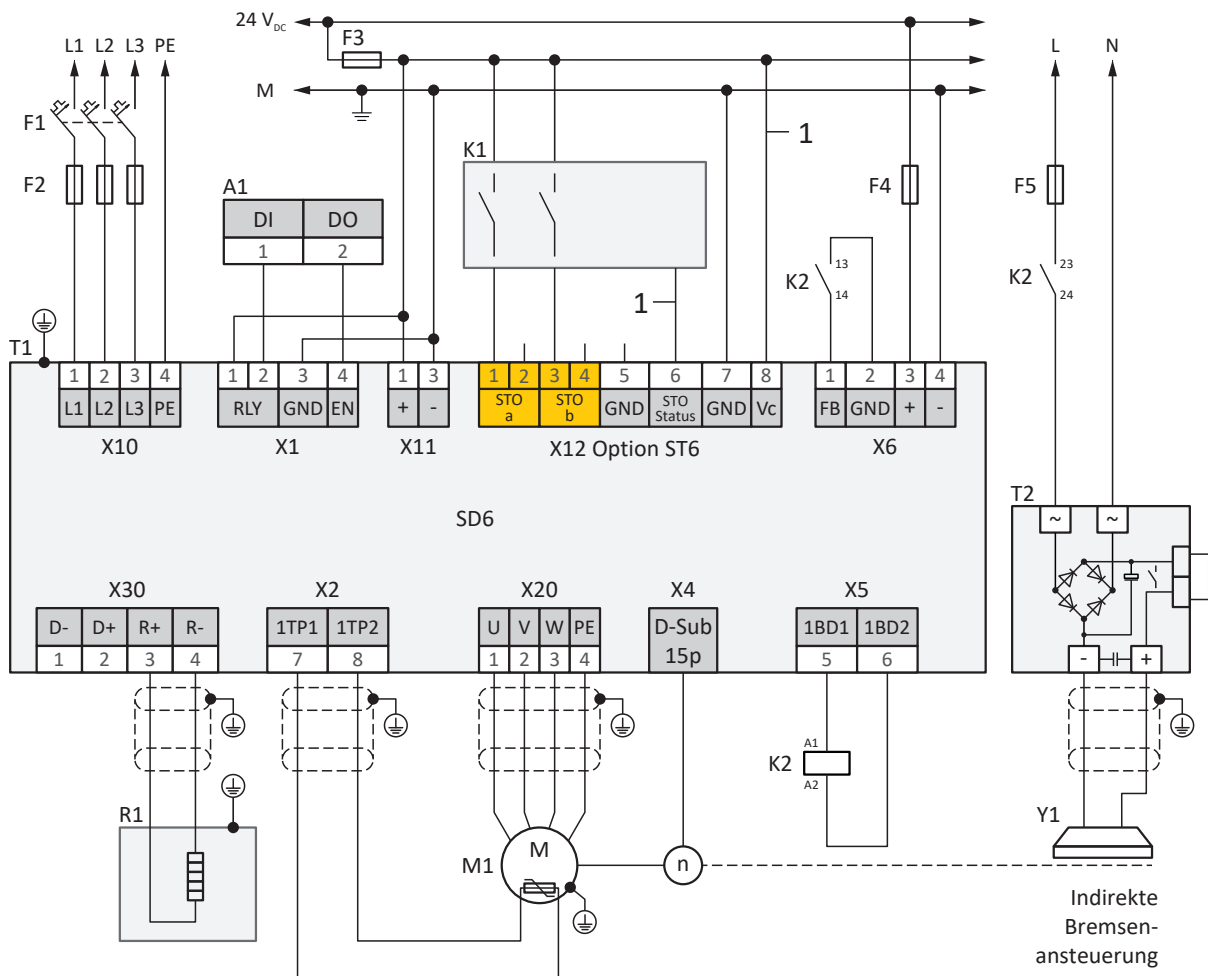 24 V DC
F3
L1 L2 L3 PE
L N
M
F1
1
K1
F2
A1
F4
F5
DI DO
1 2
K2 13
14
K2 23
24
1
T1
1 2 3 4
L1 L2 L3 PE
X10
1 2 3 4
RLY GND EN
X1
1 3
+ -
X11
1 2 3 4 5 6 7 8
STO a STO b GND STO Status GND Vc
X12 Option ST6
1 2 3 4
FB GND + -
X6
T2
~ ~
SD6
X30
D- D+ R+ R-
1 2 3 4
X2
1TP1 1TP2
7 8
X20
U V W PE
1 2 3 4
X4
D-Sub
15p
X5
1BD1 1BD2
5 6
- +
A1
K2
A2
R1
M1
M
n
Y1
Indirekte
Bremsen-
ansteuerung